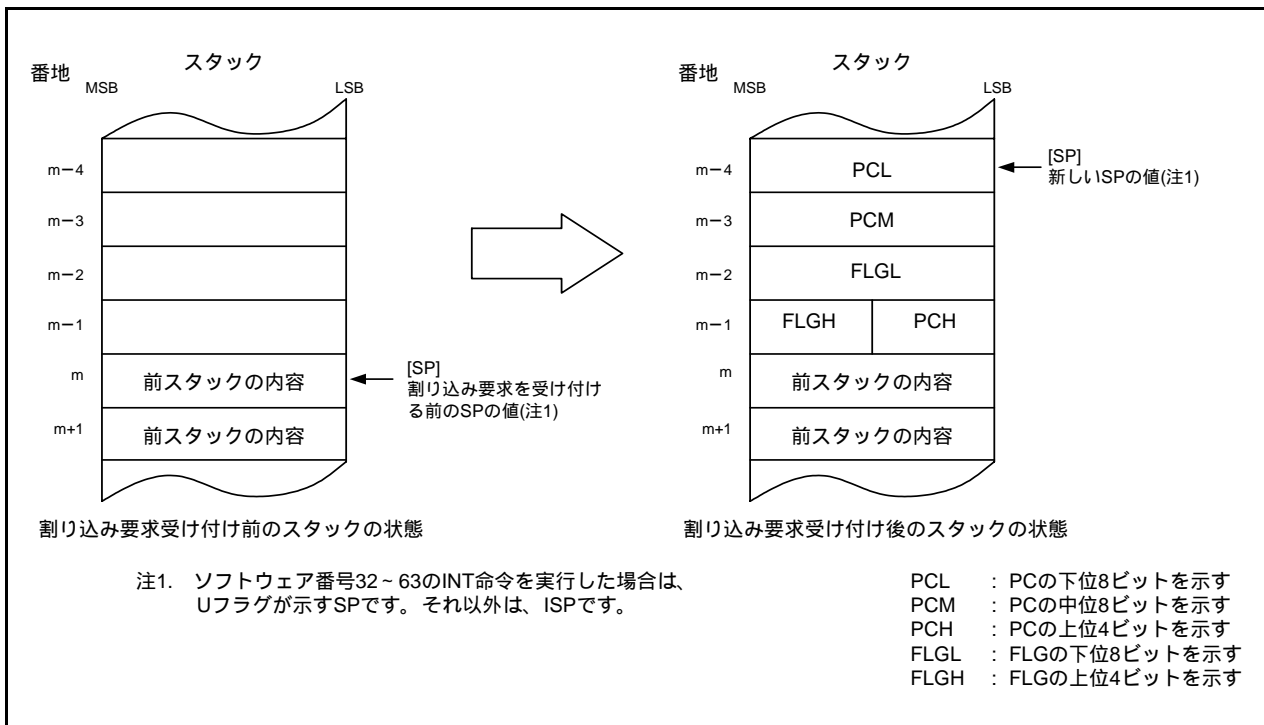 番地
スタック
MSB
LSB
m－4
m－3
m－2
m－1
m
前スタックの内容
m+1
前スタックの内容
[SP]
割り込み要求を受け付け
る前のSPの値(注1)
割り込み要求受け付け前のスタックの状態
番地
スタック
MSB
LSB
m－4
PCL
[SP]
新しいSPの値(注1)
m－3
PCM
m－2
FLGL
m－1
FLGH
PCH
m
前スタックの内容
m+1
前スタックの内容
割り込み要求受け付け後のスタックの状態
注1. ソフトウェア番号32～63のINT命令を実行した場合は、
Uフラグが示すSPです。それ以外は、ISPです。
PCL : PCの下位8ビットを示す
PCM : PCの中位8ビットを示す
PCH : PCの上位4ビットを示す
FLGL : FLGの下位8ビットを示す
FLGH : FLGの上位4ビットを示す